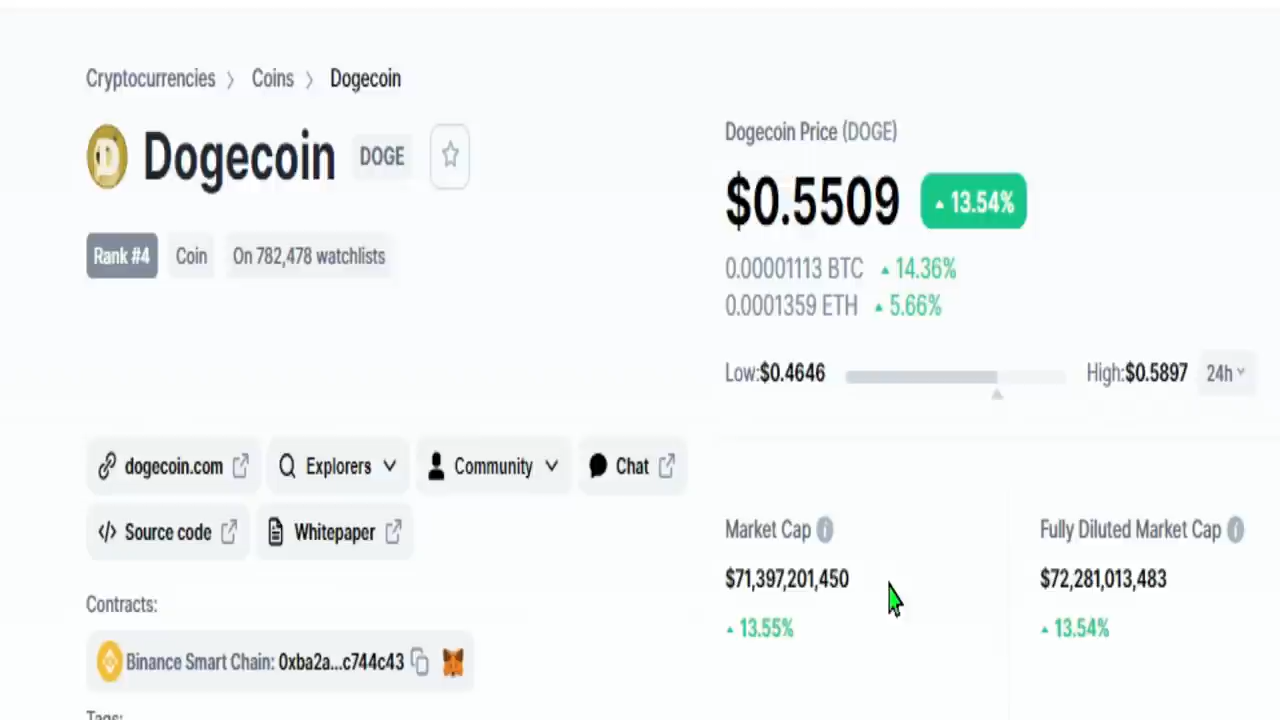 Cryptocurrencies > Coins > Dogecoin
Dogecoin DOGE
Rank #4 Coin On 782,478 watchlists
dogecoin.com Explorers Community Chat
Source code Whitepaper
Contracts:
Binance Smart Chain: 0xba2a...c744c43
Tags:
Dogecoin Price (DOGE)
$0.5509 13.54%
0.00001113 BTC 14.36%
0.0001359 ETH 5.66%
Low:$0.4646 High:$0.5897 24h
Market Cap
$71,397,201,450
13.55%
Fully Diluted Market Cap
$72,281,013,483
13.54%